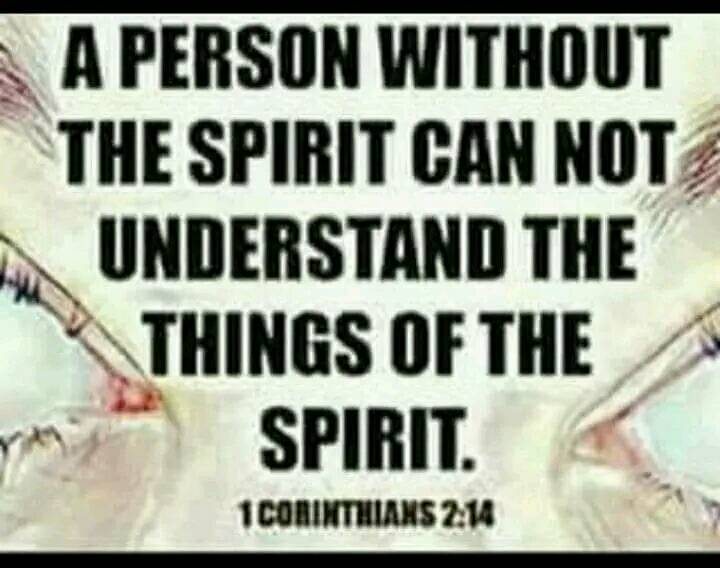 A PERSON WITHOUT
THE SPIRIT CAN NOT
UNDERSTAND THE
THINGS OF THE
SPIRIT.
1 CORINTHIANS 2:14